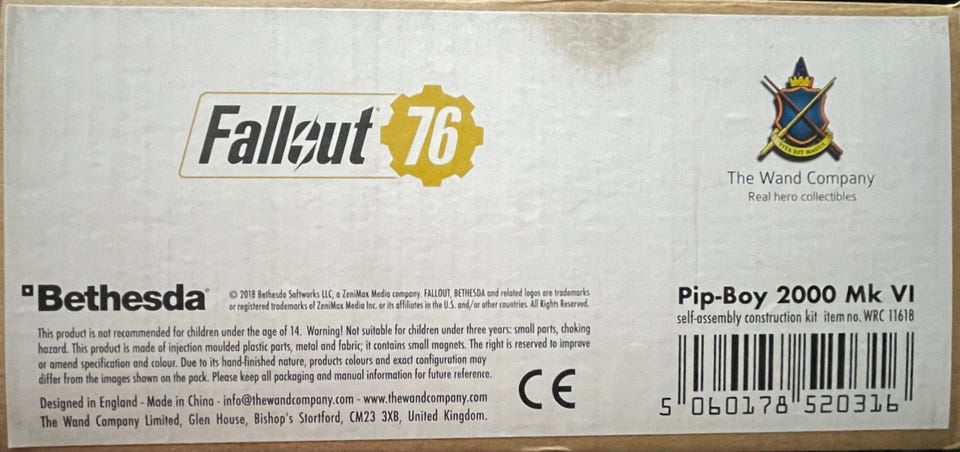 Fallout 76
VITA EST MAGICA
The Wand Company
Real hero collectibles
Bethesda
© 2018 Bethesda Softworks LLC, a ZeniMax Media company. FALLOUT, BETHESDA and related logos are trademarks
or registered trademarks of ZeniMax Media Inc. or its affiliates in the U.S. and/or other countries. All Rights Reserved.
This product is not recommended for children under the age of 14. Warning! Not suitable for children under three years: small parts, choking
hazard. This product is made of injection moulded plastic parts, metal and fabric; it contains small magnets. The right is reserved to improve
or amend specification and colour. Due to its hand-finished nature, products colours and exact configuration may
differ from the images shown on the pack. Please keep all packaging and manual information for future reference.
Designed in England - Made in China - info@thewandcompany.com - www.thewandcompany.com
The Wand Company Limited, Glen House, Bishop's Stortford, CM23 3XB, United Kingdom.
CE
Pip-Boy 2000 Mk VI
self-assembly construction kit item no. WRC 11618
5 060178 520316